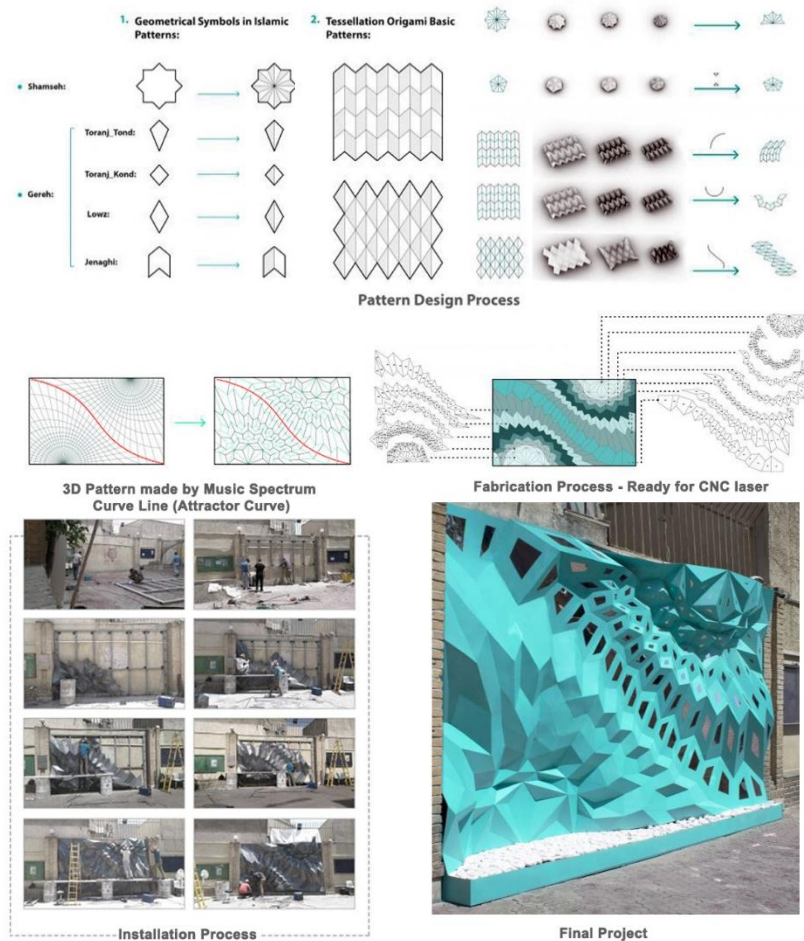 1. Geometrical Symbols in Islamic
Patterns:
2. Tessellation Origami Basic
Patterns:
Shamseh:
Toranj_Tond:
Toranj_Kond:
Gereh:
Lowz:
Jenaghi:
Pattern Design Process
3D Pattern made by Music Spectrum
Curve Line (Attractor Curve)
Fabrication Process - Ready for CNC laser
Installation Process
Final Project